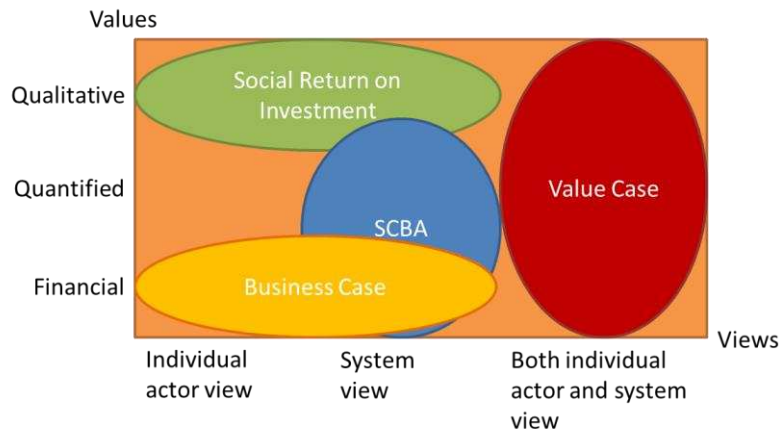 Values
Qualitative
Social Return on
Investment
Quantified
Value Case
SCBA
Financial
Business Case
Views
Individual
actor view
System
view
Both individual
actor and system
view